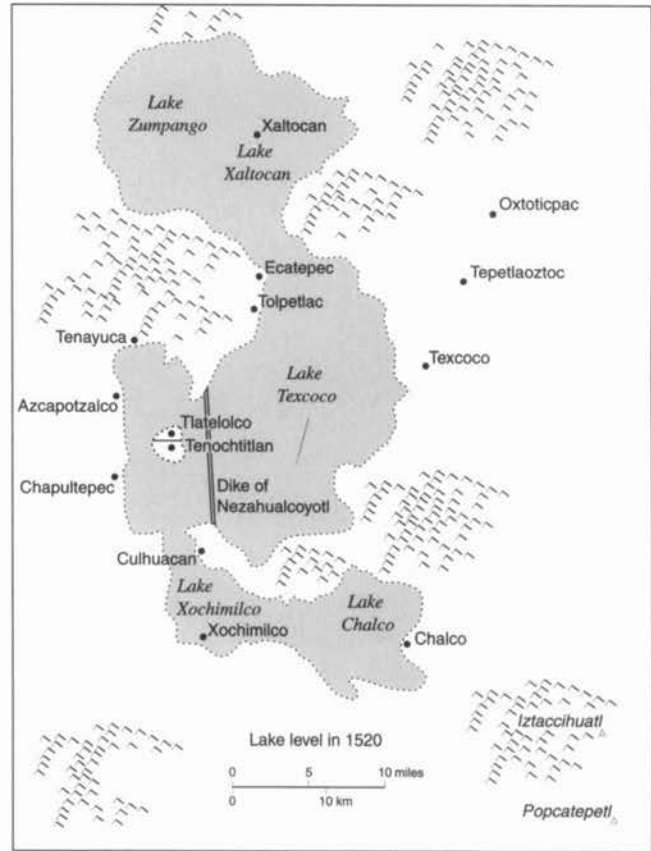 Lake
Zumpango
Xaltocan
Lake
Xaltocan
Oxtoticpac
Ecatepec
Tepetlaoztoc
Tolpetlac
Tenayuca
Texcoco
Lake
Texcoco
Azcapotzalco
Tlatelolco
Tenochtitlan
Chapultepec
Dike of
Nezahualcoyotl
Culhuacan
Lake
Xochimilco
Lake
Chalco
Xochimilco
Chalco
Iztaccihuatl
Lake level in 1520
0 5 10 miles
0 10 km
Popcatepetl